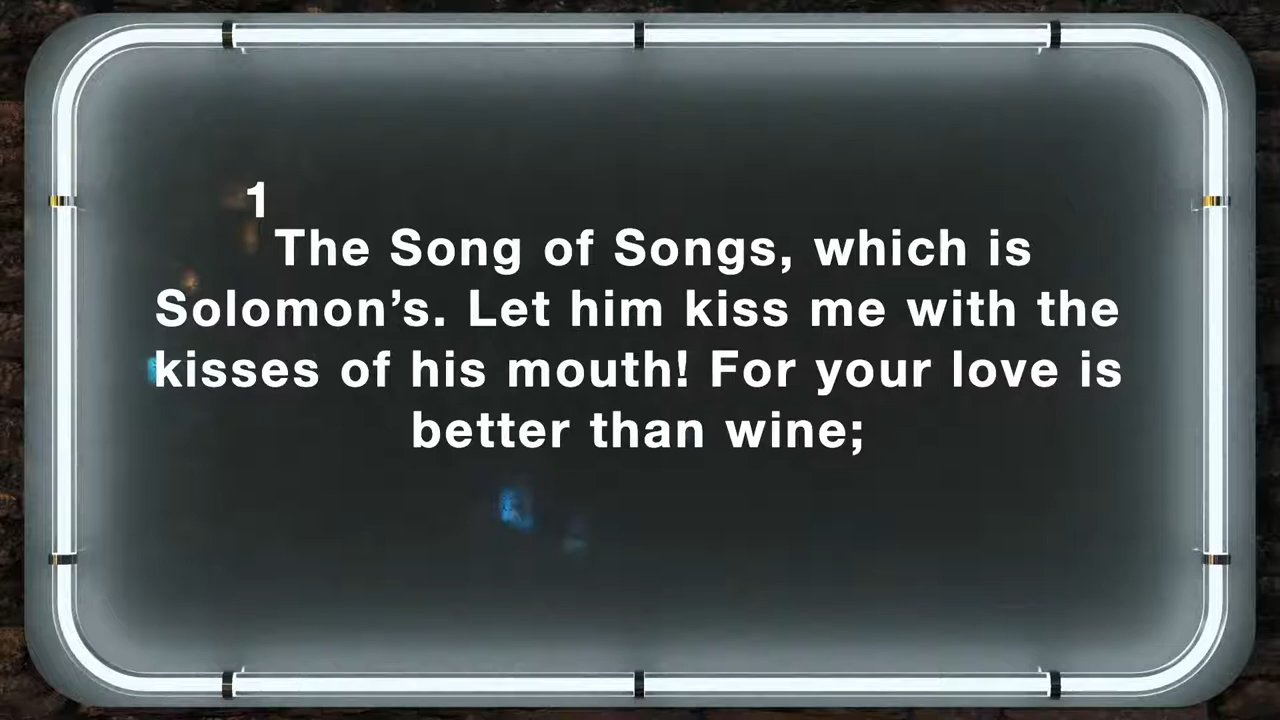 1
The Song of Songs, which is
Solomon’s. Let him kiss me with the
kisses of his mouth! For your love is
better than wine;